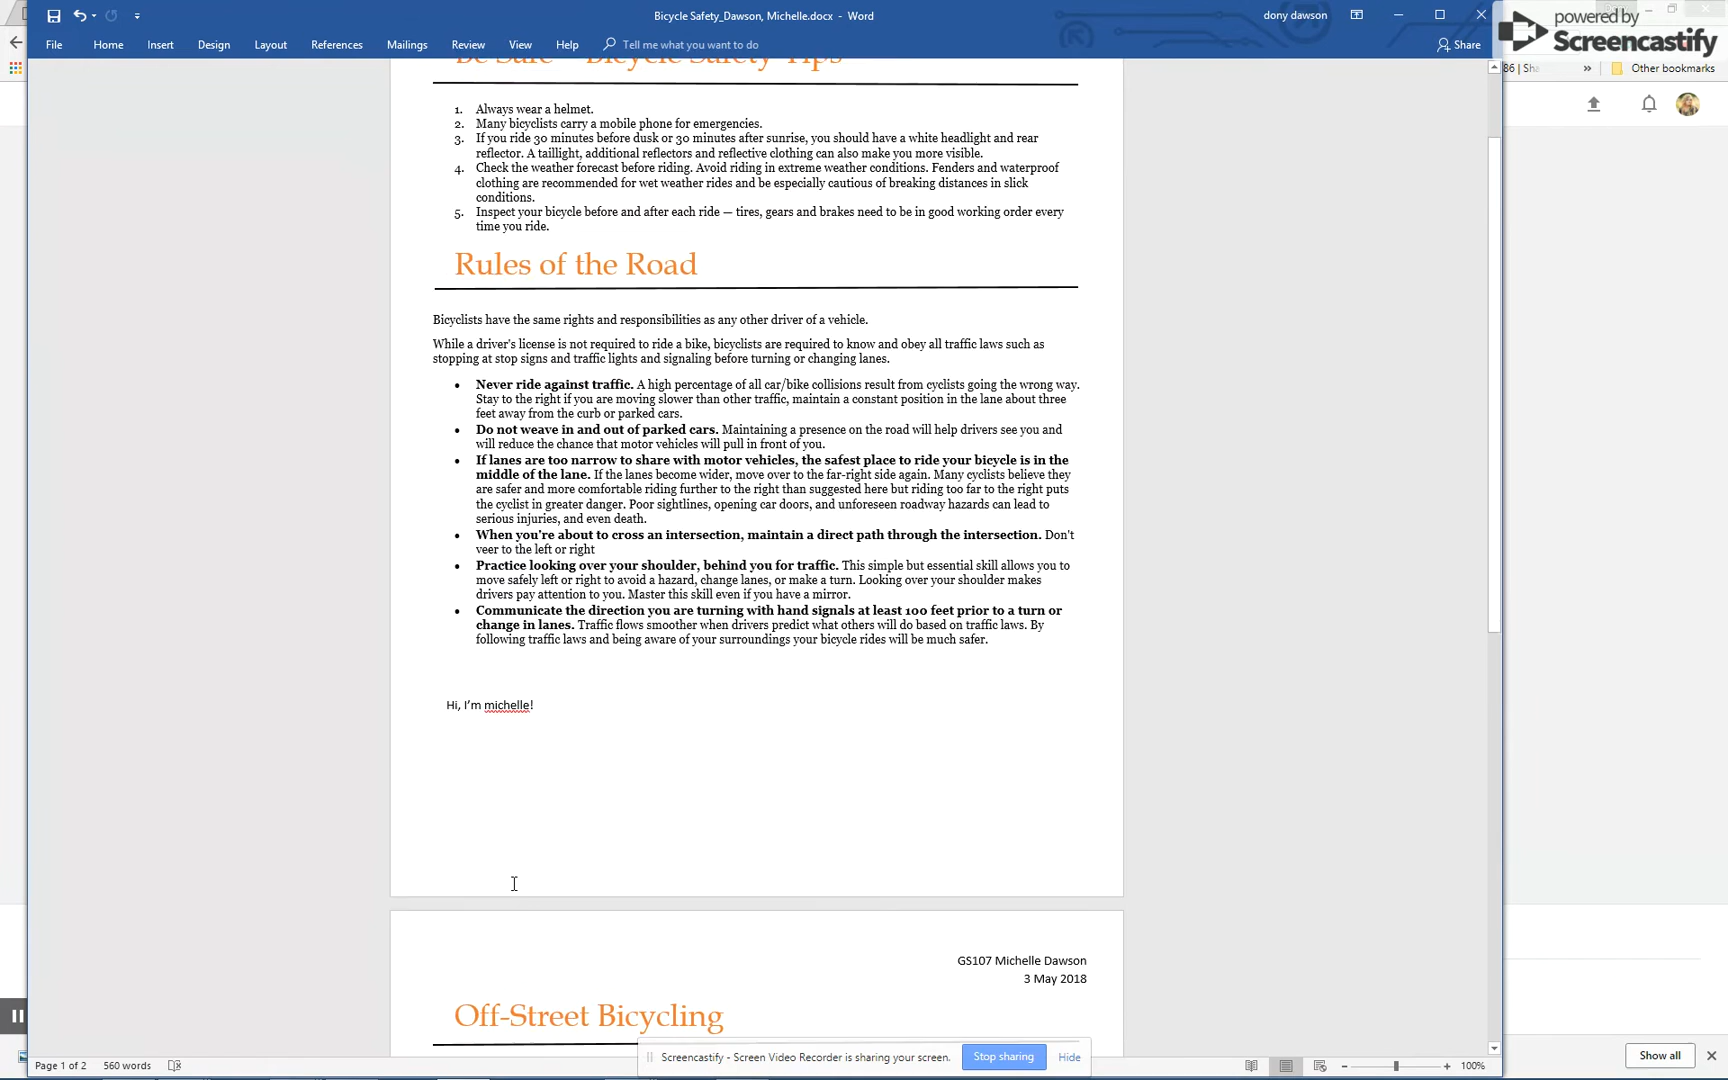 Bicycle Safety_Dawson, Michelle.docx - Word
dony dawson
powered by
Screencastify
File Home Insert Design Layout References Mailings Review View Help Tell me what you want to do Share
86 | Sha » Other bookmarks
Be Safe – Bicycle Safety Tips
1. Always wear a helmet.
2. Many bicyclists carry a mobile phone for emergencies.
3. If you ride 30 minutes before dusk or 30 minutes after sunrise, you should have a white headlight and rear
reflector. A taillight, additional reflectors and reflective clothing can also make you more visible.
4. Check the weather forecast before riding. Avoid riding in extreme weather conditions. Fenders and waterproof
clothing are recommended for wet weather rides and be especially cautious of breaking distances in slick
conditions.
5. Inspect your bicycle before and after each ride — tires, gears and brakes need to be in good working order every
time you ride.
Rules of the Road
Bicyclists have the same rights and responsibilities as any other driver of a vehicle.
While a driver's license is not required to ride a bike, bicyclists are required to know and obey all traffic laws such as
stopping at stop signs and traffic lights and signaling before turning or changing lanes.
• Never ride against traffic. A high percentage of all car/bike collisions result from cyclists going the wrong way.
Stay to the right if you are moving slower than other traffic, maintain a constant position in the lane about three
feet away from the curb or parked cars.
• Do not weave in and out of parked cars. Maintaining a presence on the road will help drivers see you and
will reduce the chance that motor vehicles will pull in front of you.
• If lanes are too narrow to share with motor vehicles, the safest place to ride your bicycle is in the
middle of the lane. If the lanes become wider, move over to the far-right side again. Many cyclists believe they
are safer and more comfortable riding further to the right than suggested here but riding too far to the right puts
the cyclist in greater danger. Poor sightlines, opening car doors, and unforeseen roadway hazards can lead to
serious injuries, and even death.
• When you're about to cross an intersection, maintain a direct path through the intersection. Don't
veer to the left or right
• Practice looking over your shoulder, behind you for traffic. This simple but essential skill allows you to
move safely left or right to avoid a hazard, change lanes, or make a turn. Looking over your shoulder makes
drivers pay attention to you. Master this skill even if you have a mirror.
• Communicate the direction you are turning with hand signals at least 100 feet prior to a turn or
change in lanes. Traffic flows smoother when drivers predict what others will do based on traffic laws. By
following traffic laws and being aware of your surroundings your bicycle rides will be much safer.
Hi, I'm michelle!
GS107 Michelle Dawson
3 May 2018
Off-Street Bicycling
Screencastify - Screen Video Recorder is sharing your screen. Stop sharing Hide
Show all
Page 1 of 2 560 words 100%